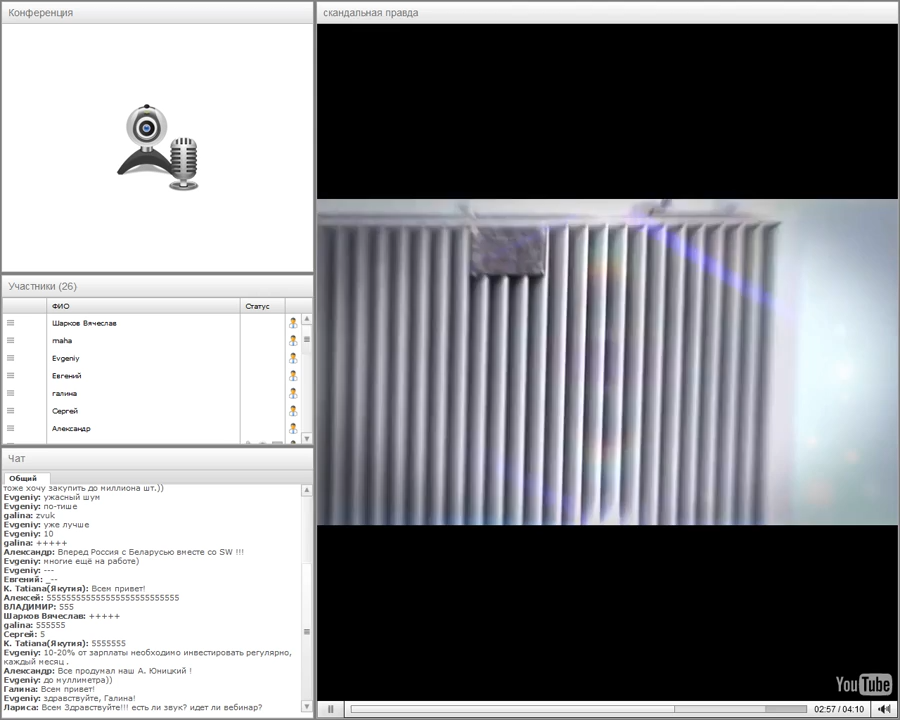 Конференция
Участники (26)
ФИО Статус
Шарков Вячеслав
maha
Evgeniy
Евгений
галина
Сергей
Александр
Чат
Общий
тоже хочу закупить до миллиона шт.))
Evgeniy: ужасный шум
Evgeniy: по-тише
galina: zvuk
Evgeniy: уже лучше
Evgeniy: 10
galina: +++++
Александр: Вперед Россия с Беларусью вместе со SW !!!
Evgeniy: многие ещё на работе)
Evgeniy: ---
Евгений: _--
K. Tatiana(Якутия): Всем привет!
Алексей: 5555555555555555555555555555
ВЛАДИМИР: 555
Шарков Вячеслав: +++++
galina: 555555
Сергей: 5
K. Tatiana(Якутия): 5555555
Evgeniy: 10-20% от зарплаты необходимо инвестировать регулярно,
каждый месяц .
Александр: Все продумал наш А. Юницкий !
Evgeniy: до муллиметра))
Галина: Всем привет!
Evgeniy: здравствуйте, Галина!
Лариса: Всем Здравствуйте!!! есть ли звук? идет ли вебинар?
скандальная правда
YouTube
02:57 / 04:10